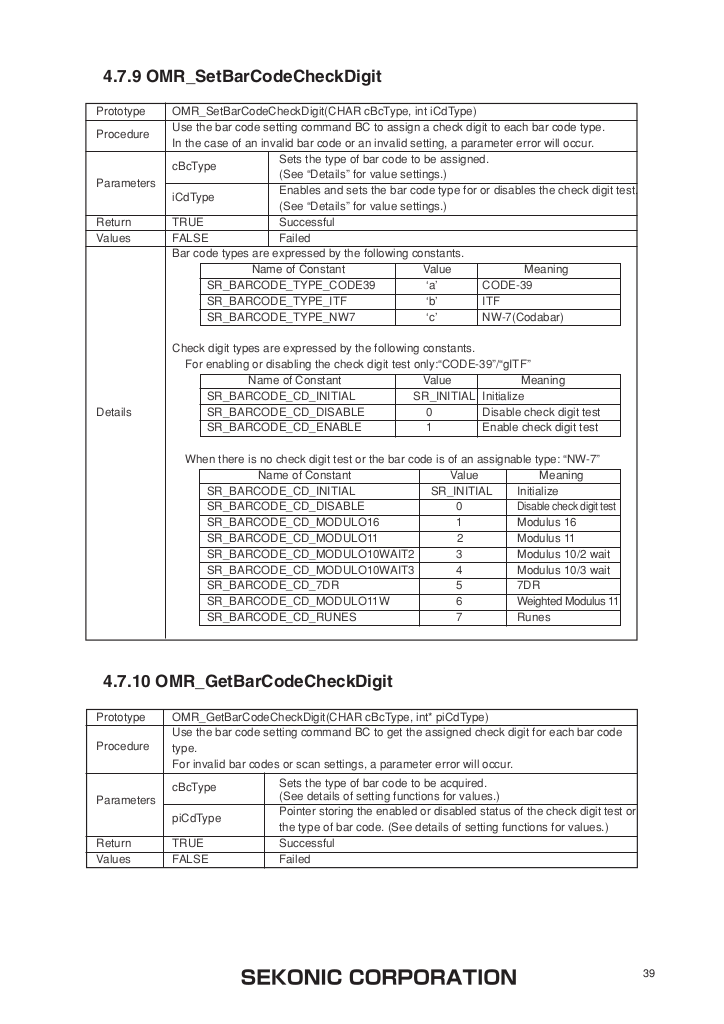 4.7.9 OMR_SetBarCodeCheckDigit
Prototype OMR_SetBarCodeCheckDigit(CHAR cBcType, int iCdType)
Procedure Use the bar code setting command BC to assign a check digit to each bar code type.
In the case of an invalid bar code or an invalid setting, a parameter error will occur.
Parameters cBcType Sets the type of bar code to be assigned.
(See “Details” for value settings.)
iCdType Enables and sets the bar code type for or disables the check digit test.
(See “Details” for value settings.)
Return TRUE Successful
Values FALSE Failed
Details Bar code types are expressed by the following constants.
Name of Constant Value Meaning
SR_BARCODE_TYPE_CODE39 ‘a’ CODE-39
SR_BARCODE_TYPE_ITF ‘b’ ITF
SR_BARCODE_TYPE_NW7 ‘c’ NW-7(Codabar)
Check digit types are expressed by the following constants.
For enabling or disabling the check digit test only:“CODE-39”/“gITF”
Name of Constant Value Meaning
SR_BARCODE_CD_INITIAL SR_INITIAL Initialize
SR_BARCODE_CD_DISABLE 0 Disable check digit test
SR_BARCODE_CD_ENABLE 1 Enable check digit test
When there is no check digit test or the bar code is of an assignable type: “NW-7”
Name of Constant Value Meaning
SR_BARCODE_CD_INITIAL SR_INITIAL Initialize
SR_BARCODE_CD_DISABLE 0 Disable check digit test
SR_BARCODE_CD_MODULO16 1 Modulus 16
SR_BARCODE_CD_MODULO11 2 Modulus 11
SR_BARCODE_CD_MODULO10WAIT2 3 Modulus 10/2 wait
SR_BARCODE_CD_MODULO10WAIT3 4 Modulus 10/3 wait
SR_BARCODE_CD_7DR 5 7DR
SR_BARCODE_CD_MODULO11W 6 Weighted Modulus 11
SR_BARCODE_CD_RUNES 7 Runes
4.7.10 OMR_GetBarCodeCheckDigit
Prototype OMR_GetBarCodeCheckDigit(CHAR cBcType, int* piCdType)
Procedure Use the bar code setting command BC to get the assigned check digit for each bar code
type.
For invalid bar codes or scan settings, a parameter error will occur.
Parameters cBcType Sets the type of bar code to be acquired.
(See details of setting functions for values.)
piCdType Pointer storing the enabled or disabled status of the check digit test or
the type of bar code. (See details of setting functions for values.)
Return TRUE Successful
Values FALSE Failed
SEKONIC CORPORATION
39